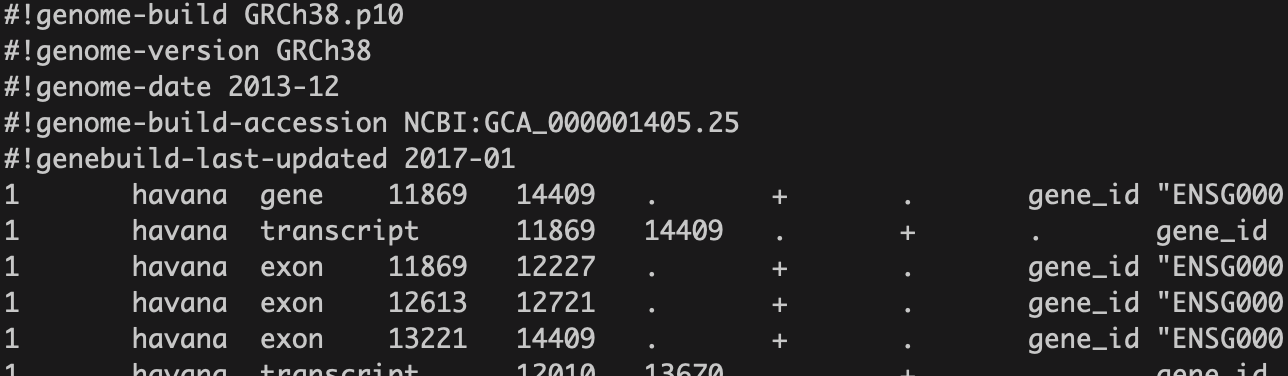 #!genome-build GRCh38.p10
#!genome-version GRCh38
#!genome-date 2013-12
#!genome-build-accession NCBI:GCA_000001405.25
#!genebuild-last-updated 2017-01
1 havana gene 11869 14409 . + . gene_id "ENSG000
1 havana transcript 11869 14409 . + . gene_id
1 havana exon 11869 12227 . + . gene_id "ENSG000
1 havana exon 12613 12721 . + . gene_id "ENSG000
1 havana exon 13221 14409 . + . gene_id "ENSG000
1 havana transcript 12010 13670 . + . gene_id